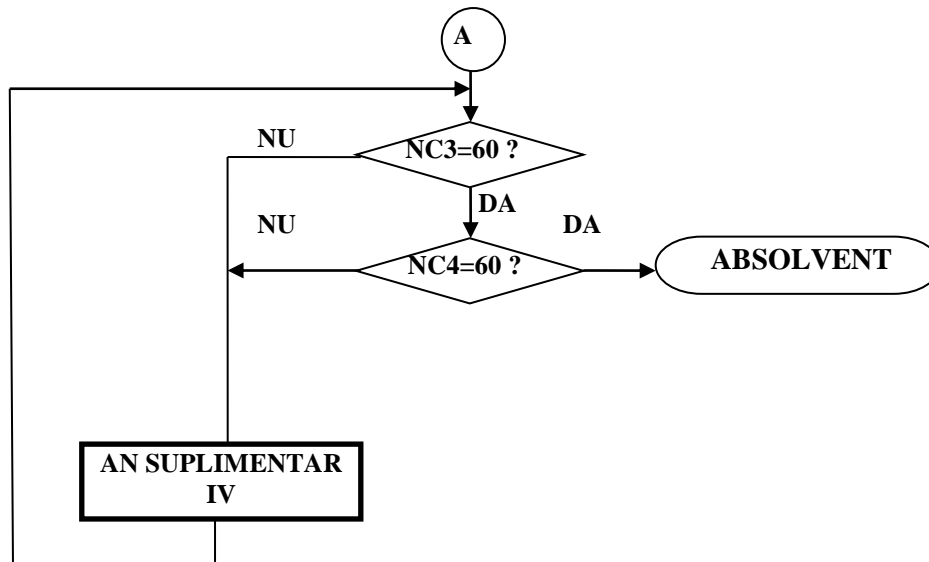 A
NU
NC3=60 ?
DA
NU
DA
NC4=60 ?
ABSOLVENT
AN SUPLIMENTAR
IV